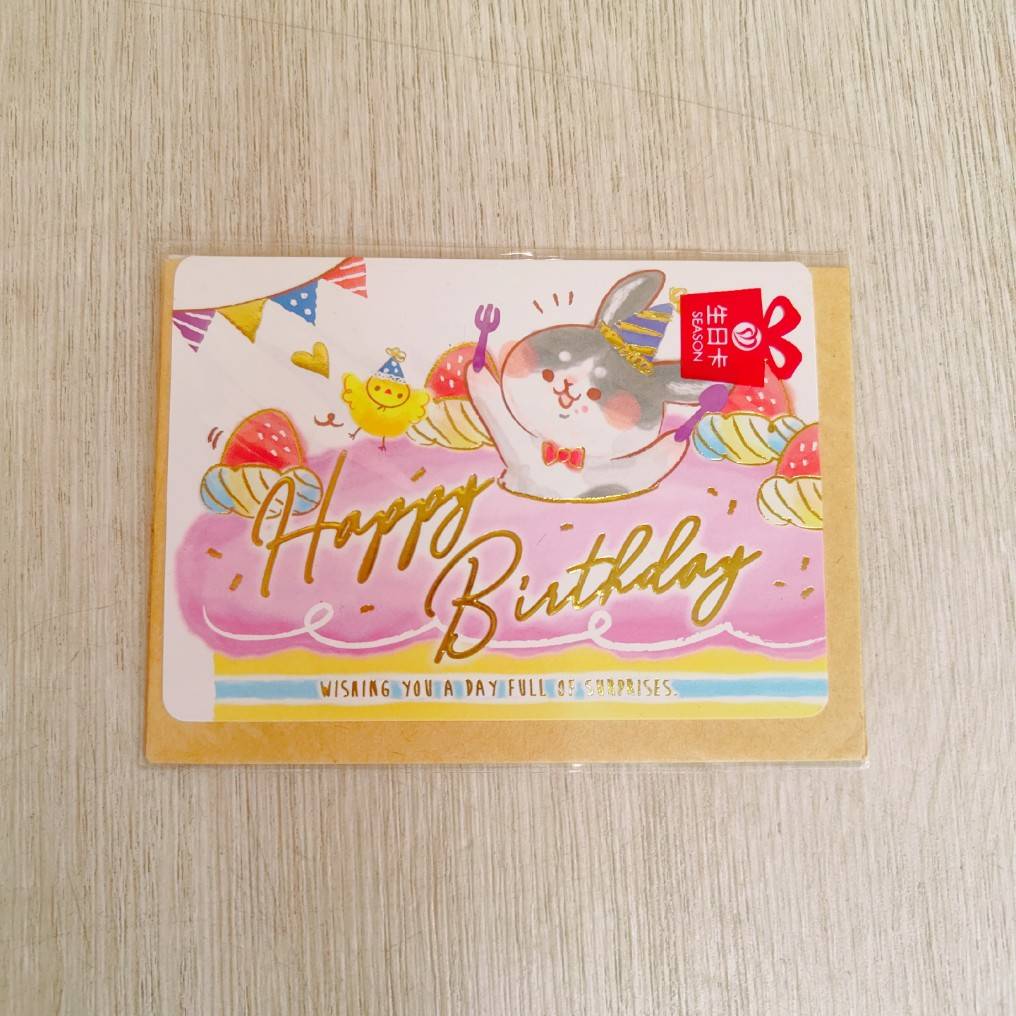 生日卡
SEASON
Happy
Birthday
WISHING YOU A DAY FULL OF SURPRISES.